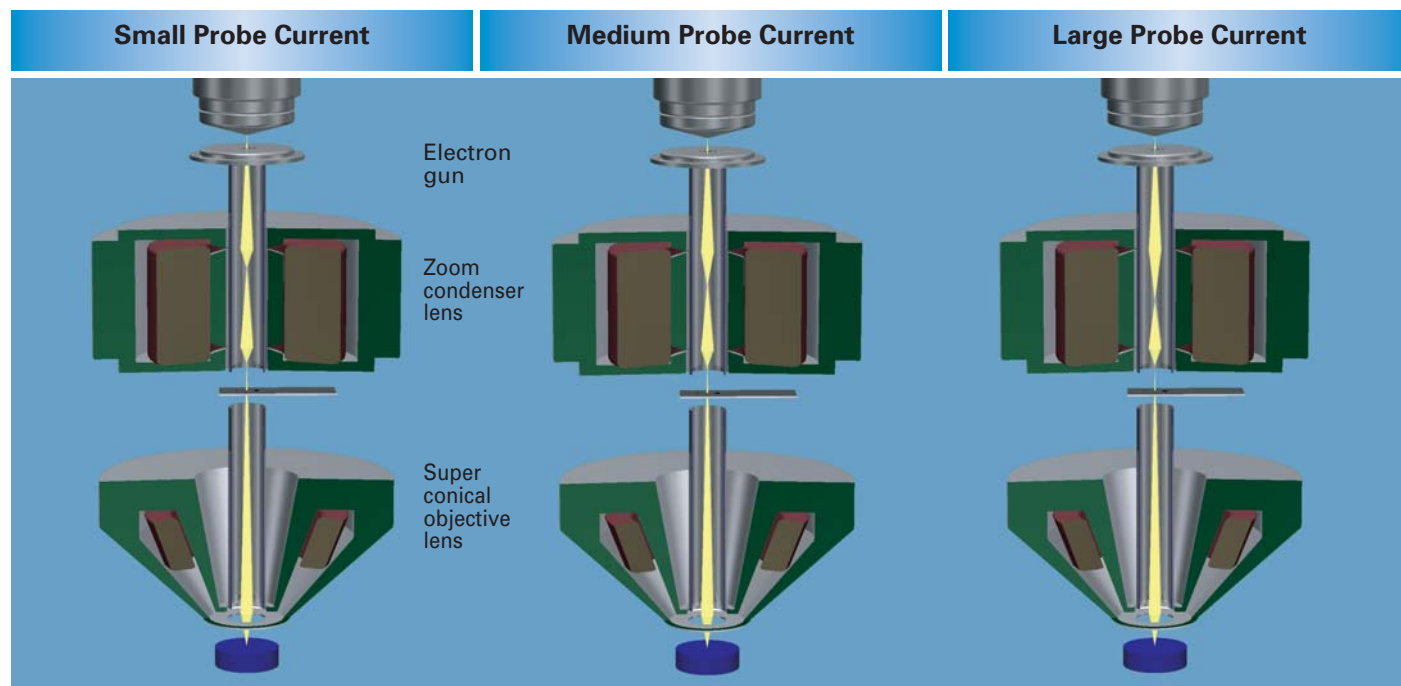 Small Probe Current
Medium Probe Current
Large Probe Current
Electron
gun
Zoom
condenser
lens
Super
conical
objective
lens